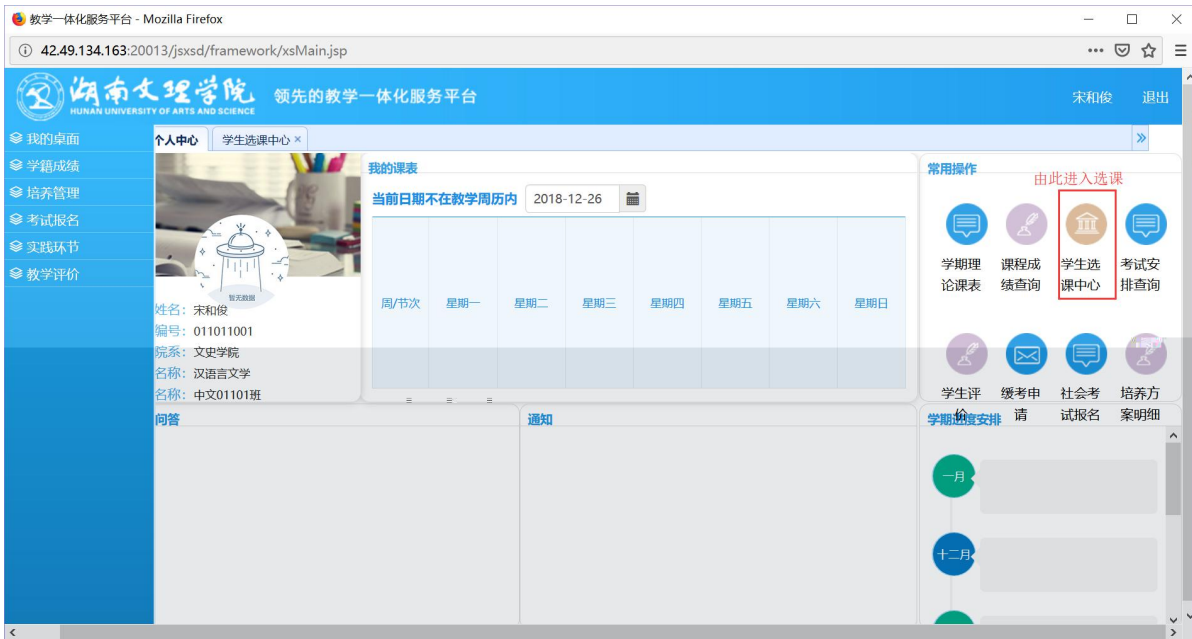 教学一体化服务平台 - Mozilla Firefox
42.49.134.163:20013/jsxsd/framework/xsMain.jsp
湖南文理学院
HUNAN UNIVERSITY OF ARTS AND SCIENCE
领先的教学一体化服务平台
宋和俊 退出
我的桌面
学籍成绩
培养管理
考试报名
实践环节
教学评价
个人中心 学生选课中心 ×
暂无数据
姓名：宋和俊
编号：011011001
院系：文史学院
名称：汉语言文学
名称：中文01101班
我的课表
当前日期不在教学周历内 2018-12-26
周/节次 星期一 星期二 星期三 星期四 星期五 星期六 星期日
常用操作
由此进入选课
学期理论课表
课程成绩查询
学生选课中心
考试安排查询
学生评价
缓考申请
社会考试报名
培养方案明细
问答
通知
学期进度安排
一月
十二月